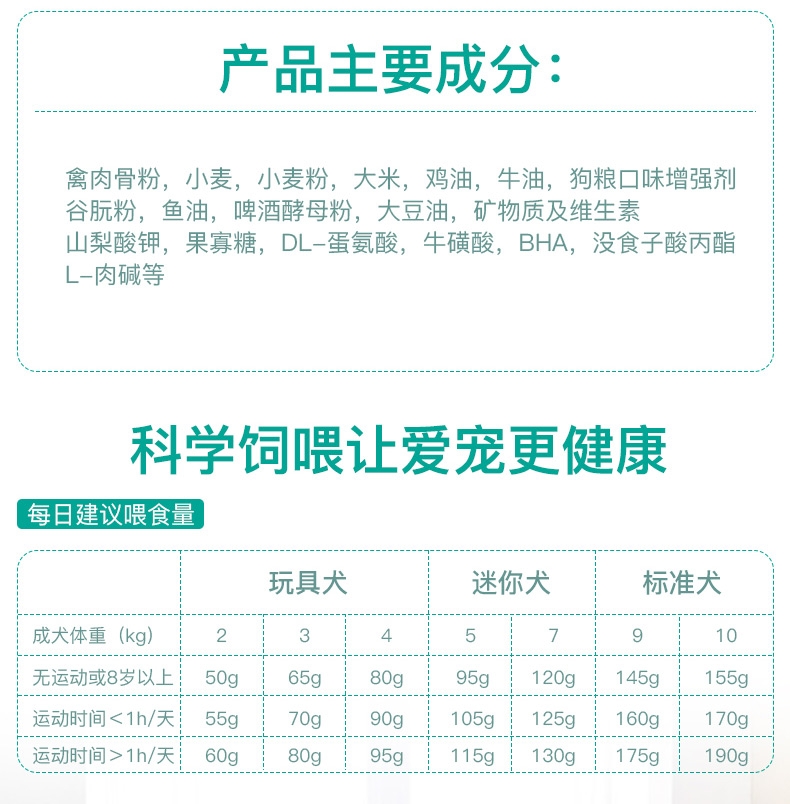 产品主要成分：
禽肉骨粉，小麦，小麦粉，大米，鸡油，牛油，狗粮口味增强剂
谷朊粉，鱼油，啤酒酵母粉，大豆油，矿物质及维生素
山梨酸钾，果寡糖，DL-蛋氨酸，牛磺酸，BHA，没食子酸丙酯
L-肉碱等
科学饲喂让爱宠更健康
每日建议喂食量
玩具犬 迷你犬 标准犬
成犬体重（kg） 2 3 4 5 7 9 10
无运动或8岁以上 50g 65g 80g 95g 120g 145g 155g
运动时间＜1h/天 55g 70g 90g 105g 125g 160g 170g
运动时间＞1h/天 60g 80g 95g 115g 130g 175g 190g